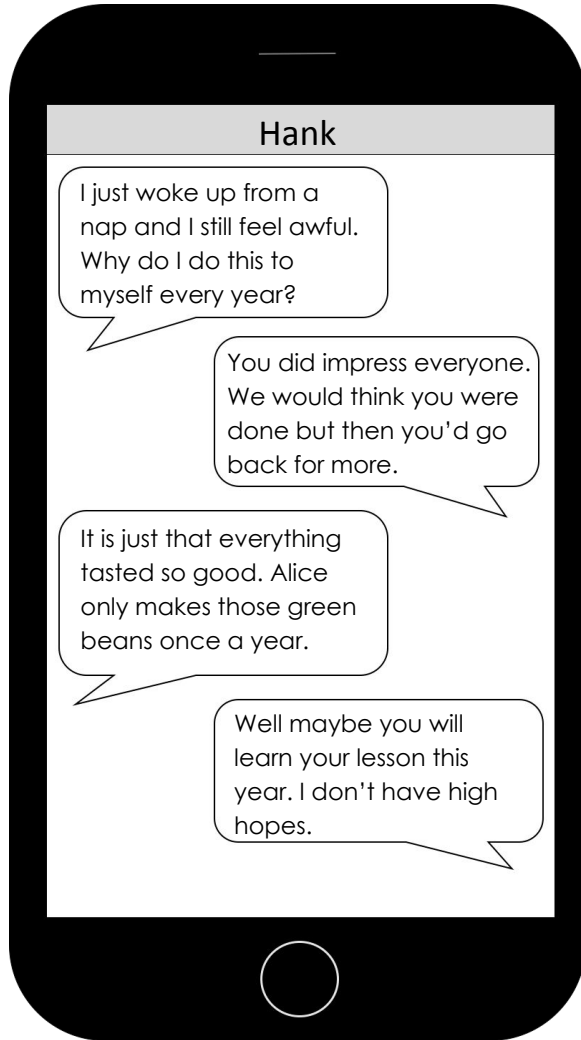 Hank
I just woke up from a
nap and I still feel awful.
Why do I do this to
myself every year?
You did impress everyone.
We would think you were
done but then you’d go
back for more.
It is just that everything
tasted so good. Alice
only makes those green
beans once a year.
Well maybe you will
learn your lesson this
year. I don’t have high
hopes.